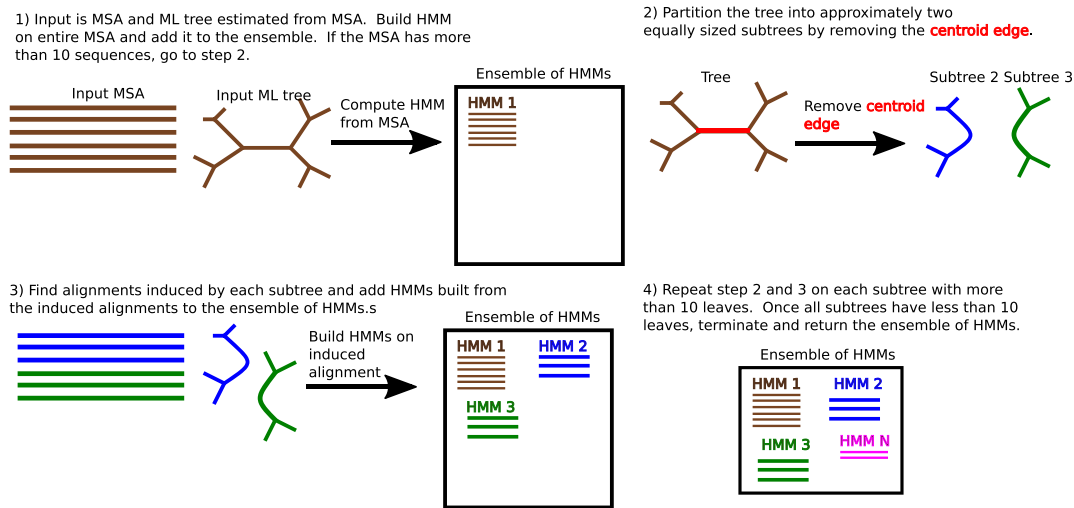 1) Input is MSA and ML tree estimated from MSA.  Build HMM
on entire MSA and add it to the ensemble.  If the MSA has more
than 10 sequences, go to step 2.
Input MSA
Input ML tree
Compute HMM
from MSA
Ensemble of HMMs
HMM 1
2) Partition the tree into approximately two
equally sized subtrees by removing the centroid edge.
Tree
Remove centroid
edge
Subtree 2 Subtree 3
3) Find alignments induced by each subtree and add HMMs built from
the induced alignments to the ensemble of HMMs.s
Build HMMs on
induced
alignment
Ensemble of HMMs
HMM 1
HMM 2
HMM 3
4) Repeat step 2 and 3 on each subtree with more
than 10 leaves.  Once all subtrees have less than 10
leaves, terminate and return the ensemble of HMMs.
Ensemble of HMMs
HMM 1
HMM 2
HMM 3
HMM N